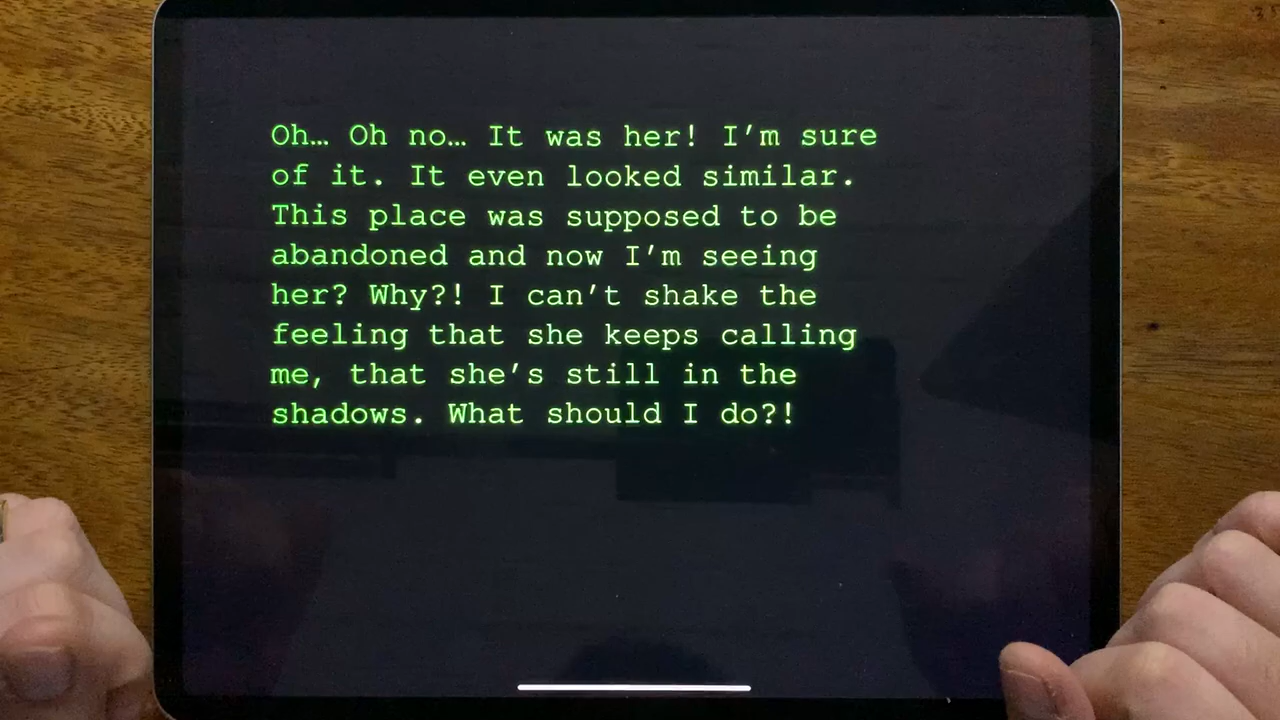 Oh… Oh no… It was her! I’m sure
of it. It even looked similar.
This place was supposed to be
abandoned and now I’m seeing
her? Why?! I can’t shake the
feeling that she keeps calling
me, that she’s still in the
shadows. What should I do?!